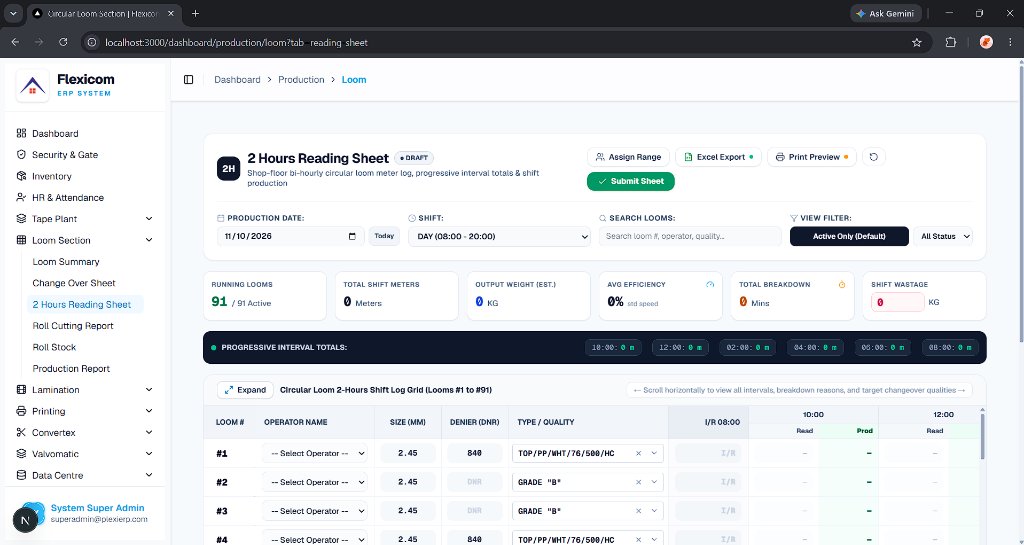 Circular Loom Section | Flexicom
Ask Gemini
localhost:3000/dashboard/production/loom?tab_reading_sheet
Flexicom
ERP SYSTEM
Dashboard
Security & Gate
Inventory
HR & Attendance
Tape Plant
Loom Section
Loom Summary
Change Over Sheet
2 Hours Reading Sheet
Roll Cutting Report
Roll Stock
Production Report
Lamination
Printing
Convertex
Valvomatic
Data Centre
N
System Super Admin
superadmin@plexierp.com
Dashboard > Production > Loom
2H
2 Hours Reading Sheet
DRAFT
Shop-floor bi-hourly circular loom meter log, progressive interval totals & shift
production
Assign Range
Excel Export
Print Preview
Submit Sheet
PRODUCTION DATE:
11/10/2026
Today
SHIFT:
DAY (08:00 - 20:00)
SEARCH LOOMS:
Search loom #, operator, quality...
VIEW FILTER:
Active Only (Default)
All Status
RUNNING LOOMS
91 / 91 Active
TOTAL SHIFT METERS
0 Meters
OUTPUT WEIGHT (EST.)
0 KG
AVG EFFICIENCY
0% std speed
TOTAL BREAKDOWN
0 Mins
SHIFT WASTAGE
0 KG
PROGRESSIVE INTERVAL TOTALS:
10:00: 0 m
12:00: 0 m
02:00: 0 m
04:00: 0 m
06:00: 0 m
08:00: 0 m
Expand
Circular Loom 2-Hours Shift Log Grid (Looms #1 to #91)
← Scroll horizontally to view all intervals, breakdown reasons, and target changeover qualities →
LOOM # OPERATOR NAME SIZE (MM) DENIER (DNR) TYPE / QUALITY I/R 08:00 10:00 12:00
Read Prod Read
#1 -- Select Operator -- 2.45 840 TOP/PP/WHT/76/500/HC × I/R – – –
#2 -- Select Operator -- 2.45 DNR GRADE "B" × I/R – – –
#3 -- Select Operator -- 2.45 DNR GRADE "B" × I/R – – –
#4 -- Select Operator -- 2.45 840 TOP/PP/WHT/76/500/HC × I/R – – –